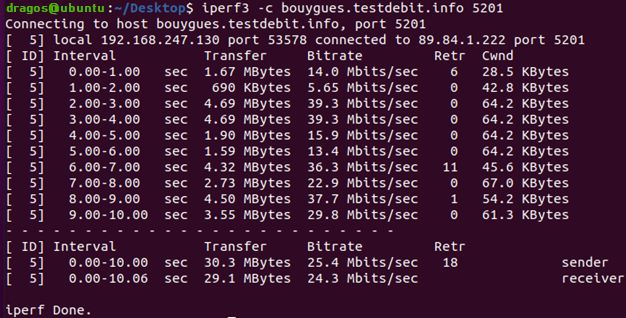 dragos@ubuntu:~/Desktop$ iperf3 -c bouygues.testdebit.info 5201
Connecting to host bouygues.testdebit.info, port 5201
[  5] local 192.168.247.130 port 53578 connected to 89.84.1.222 port 5201
[ ID] Interval           Transfer     Bitrate         Retr  Cwnd
[  5]   0.00-1.00   sec  1.67 MBytes  14.0 Mbits/sec    6   28.5 KBytes
[  5]   1.00-2.00   sec   690 KBytes  5.65 Mbits/sec    0   42.8 KBytes
[  5]   2.00-3.00   sec  4.69 MBytes  39.3 Mbits/sec    0   64.2 KBytes
[  5]   3.00-4.00   sec  4.69 MBytes  39.3 Mbits/sec    0   64.2 KBytes
[  5]   4.00-5.00   sec  1.90 MBytes  15.9 Mbits/sec    0   64.2 KBytes
[  5]   5.00-6.00   sec  1.59 MBytes  13.4 Mbits/sec    0   64.2 KBytes
[  5]   6.00-7.00   sec  4.32 MBytes  36.3 Mbits/sec   11   45.6 KBytes
[  5]   7.00-8.00   sec  2.73 MBytes  22.9 Mbits/sec    0   67.0 KBytes
[  5]   8.00-9.00   sec  4.50 MBytes  37.7 Mbits/sec    1   54.2 KBytes
[  5]   9.00-10.00  sec  3.55 MBytes  29.8 Mbits/sec    0   61.3 KBytes
- - - - - - - - - - - - - - - - - - - - - - - - -
[ ID] Interval           Transfer     Bitrate         Retr
[  5]   0.00-10.00  sec  30.3 MBytes  25.4 Mbits/sec   18             sender
[  5]   0.00-10.06  sec  29.1 MBytes  24.3 Mbits/sec                  receiver
iperf Done.